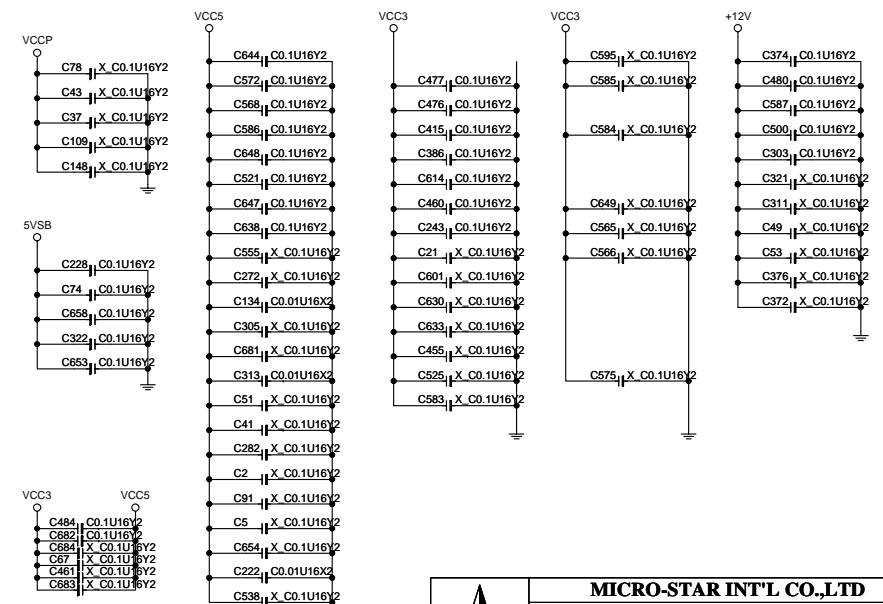 VCCP
C78 X_C0.1U16Y2
C43 X_C0.1U16Y2
C37 X_C0.1U16Y2
C109 X_C0.1U16Y2
C148 X_C0.1U16Y2
5VSB
C228 C0.1U16Y2
C74 C0.1U16Y2
C658 C0.1U16Y2
C322 C0.1U16Y2
C653 C0.1U16Y2
VCC3 VCC5
C484 C0.1U16Y2
C682 C0.1U16Y2
C684 X_C0.1U16Y2
C67 X_C0.1U16Y2
C461 X_C0.1U16Y2
C683 X_C0.1U16Y2
VCC5
C644 C0.1U16Y2
C572 C0.1U16Y2
C568 C0.1U16Y2
C586 C0.1U16Y2
C648 C0.1U16Y2
C521 C0.1U16Y2
C647 C0.1U16Y2
C638 C0.1U16Y2
C555 X_C0.1U16Y2
C272 X_C0.1U16Y2
C134 C0.01U16X2
C305 X_C0.1U16Y2
C681 X_C0.1U16Y2
C313 C0.01U16X2
C51 X_C0.1U16Y2
C41 X_C0.1U16Y2
C282 X_C0.1U16Y2
C2 X_C0.1U16Y2
C91 X_C0.1U16Y2
C5 X_C0.1U16Y2
C654 X_C0.1U16Y2
C222 C0.01U16X2
C538 X_C0.1U16Y2
VCC3
C477 C0.1U16Y2
C476 C0.1U16Y2
C415 C0.1U16Y2
C386 C0.1U16Y2
C614 C0.1U16Y2
C460 C0.1U16Y2
C243 C0.1U16Y2
C21 X_C0.1U16Y2
C601 X_C0.1U16Y2
C630 X_C0.1U16Y2
C633 X_C0.1U16Y2
C455 X_C0.1U16Y2
C525 X_C0.1U16Y2
C583 X_C0.1U16Y2
VCC3
C595 X_C0.1U16Y2
C585 X_C0.1U16Y2
C584 X_C0.1U16Y2
C649 X_C0.1U16Y2
C565 X_C0.1U16Y2
C566 X_C0.1U16Y2
C575 X_C0.1U16Y2
+12V
C374 C0.1U16Y2
C480 C0.1U16Y2
C587 C0.1U16Y2
C500 C0.1U16Y2
C303 C0.1U16Y2
C321 X_C0.1U16Y2
C311 X_C0.1U16Y2
C49 X_C0.1U16Y2
C53 X_C0.1U16Y2
C376 X_C0.1U16Y2
C372 X_C0.1U16Y2
MICRO-STAR INT'L CO.,LTD